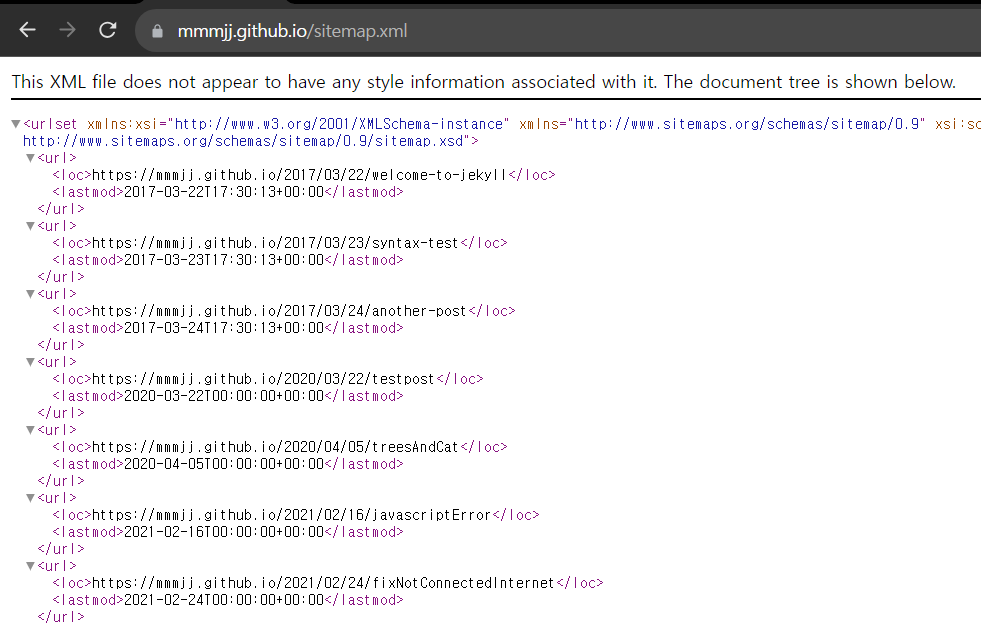 mmmjj.github.io/sitemap.xml
This XML file does not appear to have any style information associated with it. The document tree is shown below.
▼<urlset xmlns:xsi="http://www.w3.org/2001/XMLSchema-instance" xmlns="http://www.sitemaps.org/schemas/sitemap/0.9" xsi:sc
http://www.sitemaps.org/schemas/sitemap/0.9/sitemap.xsd">
▼<url>
<loc>https://mmmjj.github.io/2017/03/22/welcome-to-jekyll</loc>
<lastmod>2017-03-22T17:30:13+00:00</lastmod>
</url>
▼<url>
<loc>https://mmmjj.github.io/2017/03/23/syntax-test</loc>
<lastmod>2017-03-23T17:30:13+00:00</lastmod>
</url>
▼<url>
<loc>https://mmmjj.github.io/2017/03/24/another-post</loc>
<lastmod>2017-03-24T17:30:13+00:00</lastmod>
</url>
▼<url>
<loc>https://mmmjj.github.io/2020/03/22/testpost</loc>
<lastmod>2020-03-22T00:00:00+00:00</lastmod>
</url>
▼<url>
<loc>https://mmmjj.github.io/2020/04/05/treesAndCat</loc>
<lastmod>2020-04-05T00:00:00+00:00</lastmod>
</url>
▼<url>
<loc>https://mmmjj.github.io/2021/02/16/javascriptError</loc>
<lastmod>2021-02-16T00:00:00+00:00</lastmod>
</url>
▼<url>
<loc>https://mmmjj.github.io/2021/02/24/fixNotConnectedInternet</loc>
<lastmod>2021-02-24T00:00:00+00:00</lastmod>
</url>